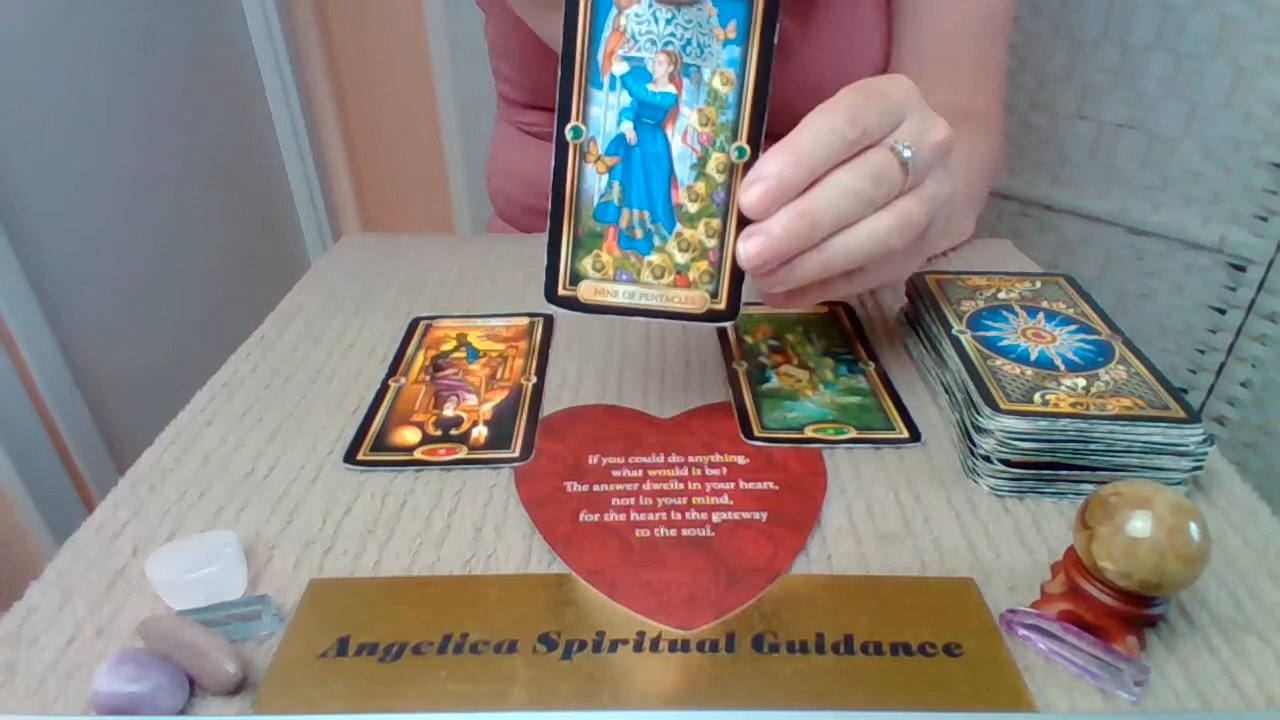 NINE OF PENTACLES
If you could do anything,
what would it be?
The answer dwells in your heart,
not in your mind,
for the heart is the gateway
to the soul.
Angelica Spiritual Guidance